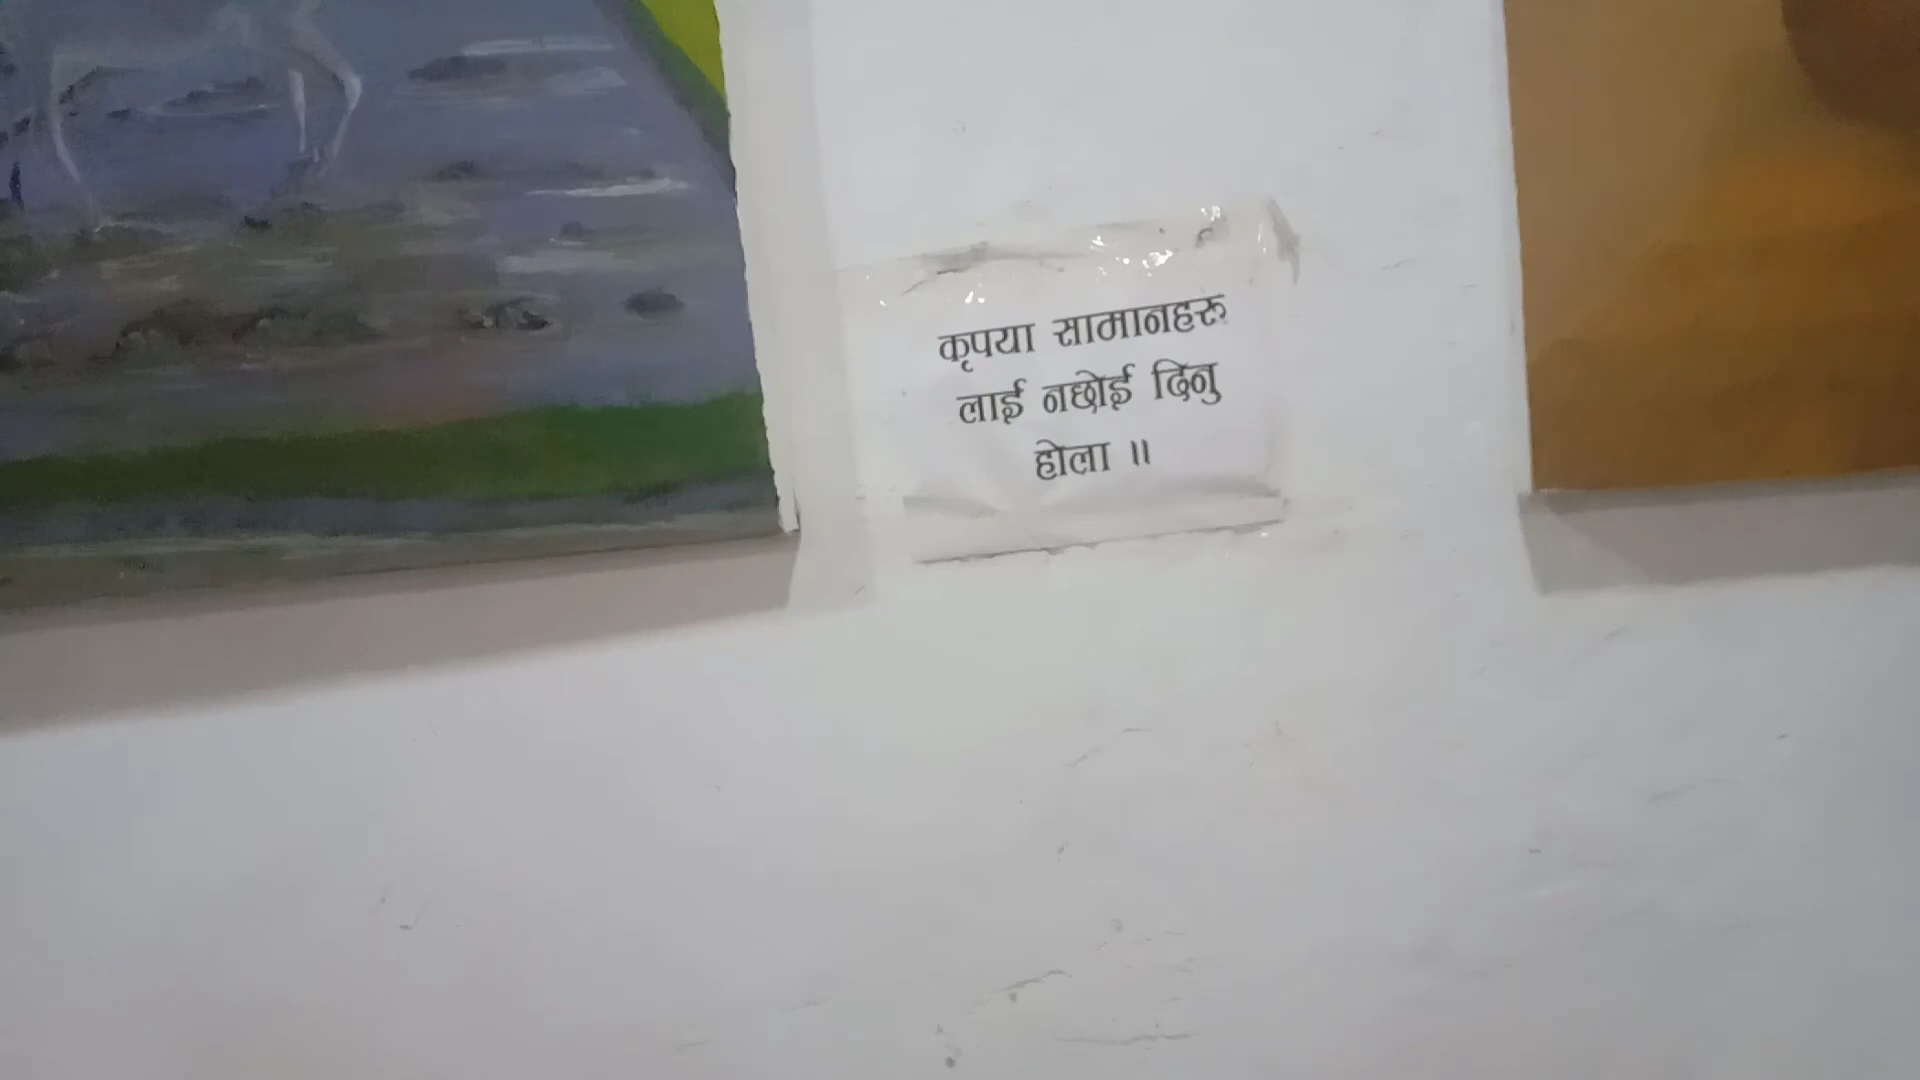 कृपया सामानहरु
लाई नछोई दिनु
होला ॥